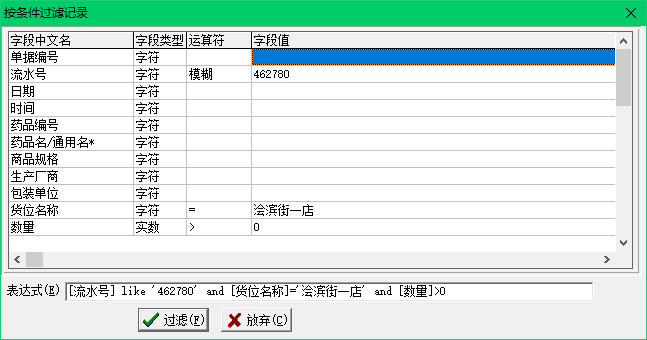 按条件过滤记录
字段中文名 字段类型 运算符 字段值
单据编号 字符
流水号 字符 模糊 462780
日期 字符
时间 字符
药品编号 字符
药品名/通用名* 字符
商品规格 字符
生产厂商 字符
包装单位 字符
货位名称 字符 = 浍滨街一店
数量 实数 > 0
表达式(E) [流水号] like '462780' and [货位名称]='浍滨街一店' and [数量]>0
过滤(F) 放弃(C)